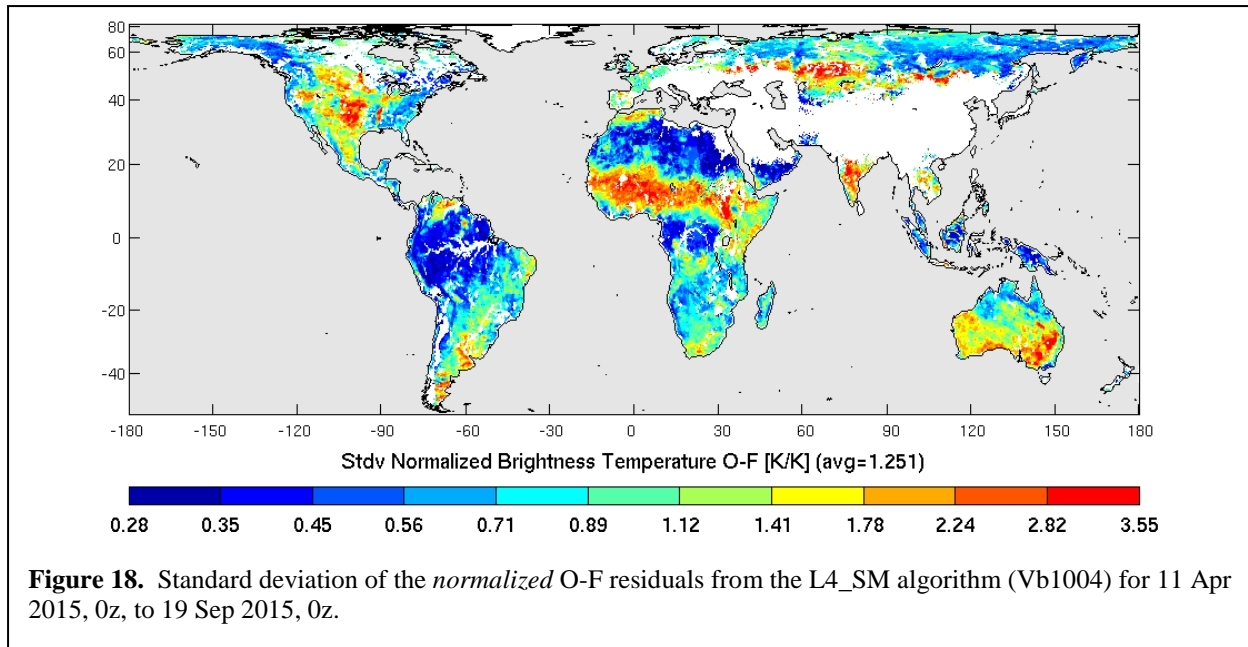 80
60
40
20
0
-20
-40
-180 -150 -120 -90 -60 -30 0 30 60 90 120 150 180
Stdv Normalized Brightness Temperature O-F [K/K] (avg=1.251)
0.28 0.35 0.45 0.56 0.71 0.89 1.12 1.41 1.78 2.24 2.82 3.55
Figure 18. Standard deviation of the normalized O-F residuals from the L4_SM algorithm (Vb1004) for 11 Apr
2015, 0z, to 19 Sep 2015, 0z.